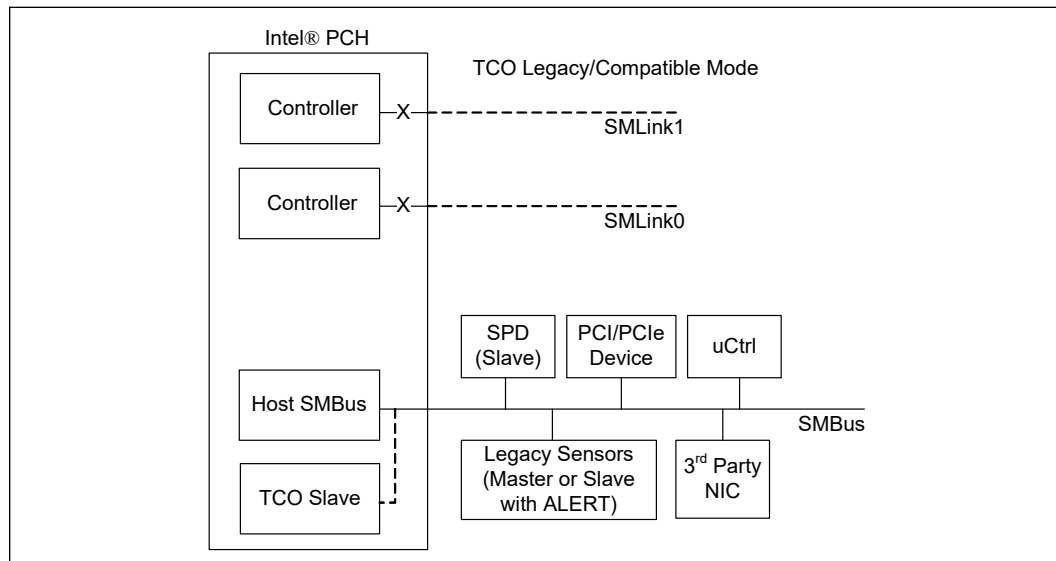 Intel® PCH
TCO Legacy/Compatible Mode
Controller
X
SMLink1
Controller
X
SMLink0
SPD
(Slave)
PCI/PCIe
Device
uCtrl
Host SMBus
SMBus
Legacy Sensors
(Master or Slave
with ALERT)
3rd Party
NIC
TCO Slave